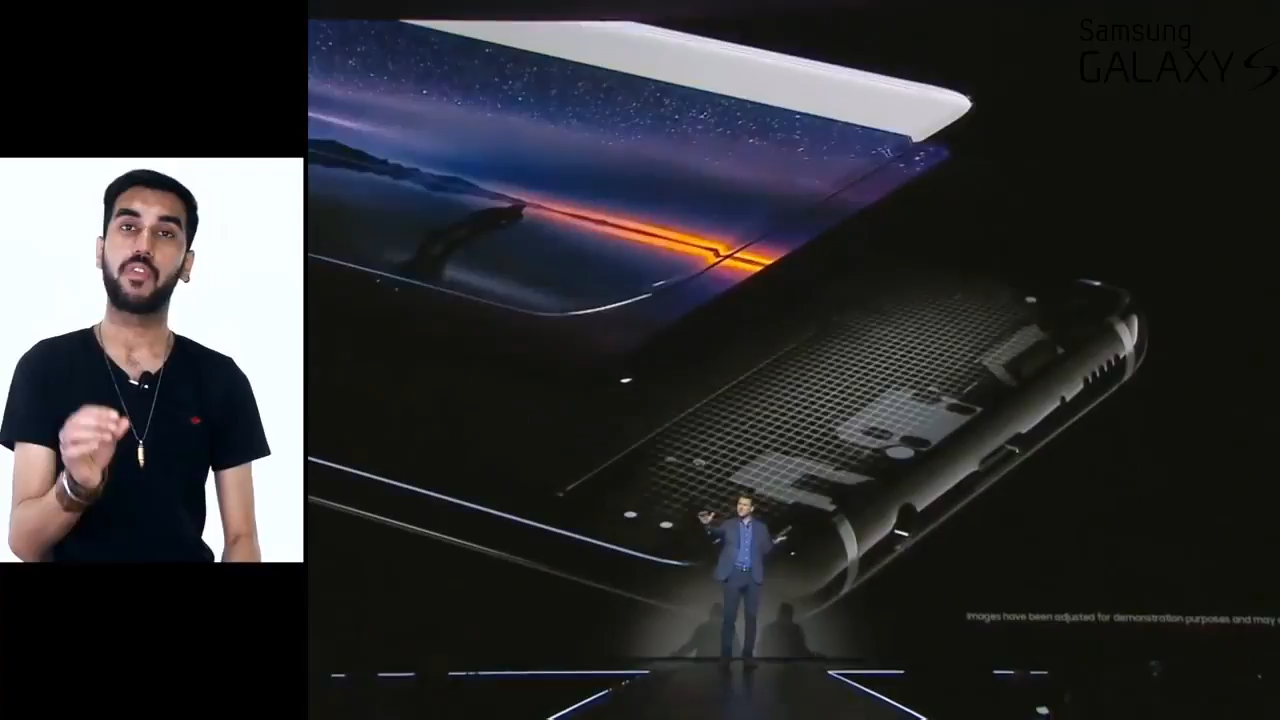 Samsung
GALAXY S
Images have been adjusted for demonstration purposes and may